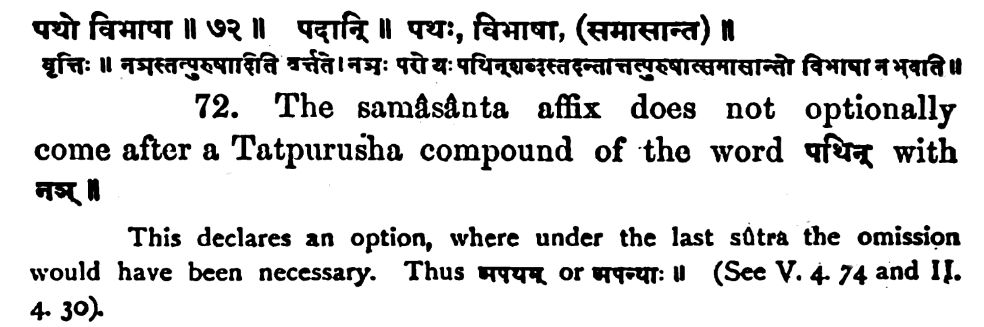 पथो विभाषा ॥ ७२ ॥ पदानि ॥ पथः, विभाषा, (समासान्त) ॥
वृत्तिः ॥ नञस्तत्पुरुषादिति वर्त्तते। नञः परो यः पथिन्शब्दस्तदन्तात्तत्पुरुषात्समासान्तो विभाषा न भवति ॥
72. The samâsânta affix does not optionally
come after a Tatpurusha compound of the word पथिन् with
नञ् ॥
This declares an option, where under the last sûtra the omission
would have been necessary. Thus अपथम् or अपन्थाः ॥ (See V. 4. 74 and II.
4. 30).